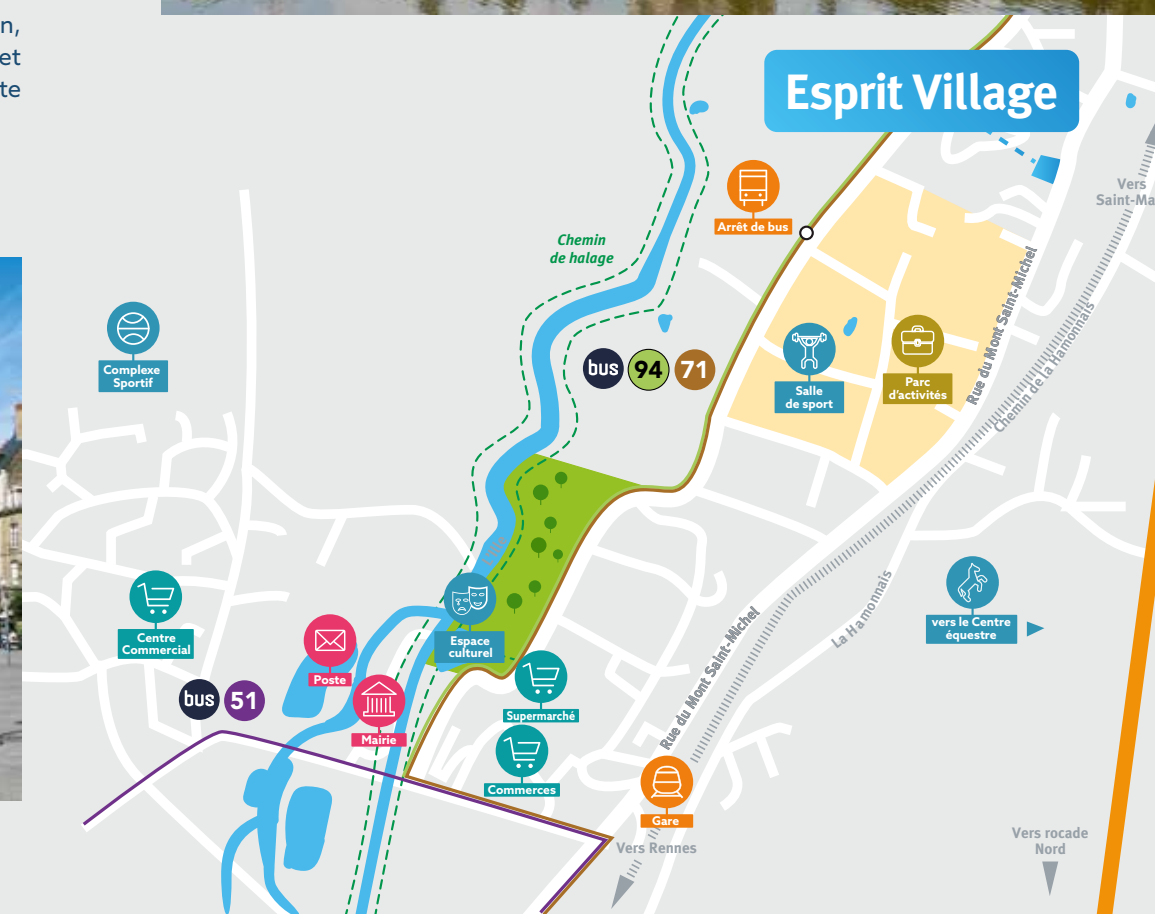 n,
et
te
Esprit Village
Vers
Saint-Ma
Arrêt de bus
Chemin
de halage
Rue du Mont Saint-Michel
Chemin de la Hamonnais
Complexe
Sportif
bus 94 71
Salle
de sport
Parc
d'activités
Centre
Commercial
Poste
Espace
culturel
La Hamonnais
vers le Centre
équestre
Rue du Mont Saint-Michel
bus 51
Mairie
Supermarché
Commerces
Gare
Vers Rennes
Vers rocade
Nord